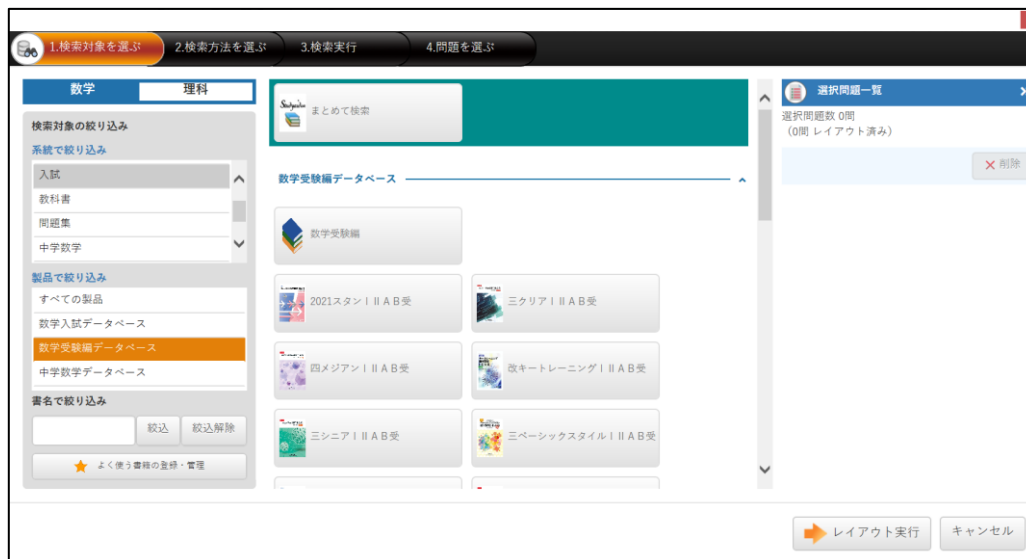 1.検索対象を選ぶ 2.検索方法を選ぶ 3.検索実行 4.問題を選ぶ
数学 理科
検索対象の絞り込み
系統で絞り込み
入試
教科書
問題集
中学数学
製品で絞り込み
すべての製品
数学入試データベース
数学受験編データベース
中学数学データベース
書名で絞り込み
絞込 絞込解除
よく使う書籍の登録・管理
まとめて検索
数学受験編データベース
数学受験編
2021スタンⅠⅡAB受 三クリアⅠⅡAB受
四メジアンⅠⅡAB受 改キートレーニングⅠⅡAB受
三シニアⅠⅡAB受 三ベーシックスタイルⅠⅡAB受
選択問題一覧
選択問題数 0問
(0問 レイアウト済み)
削除
レイアウト実行 キャンセル